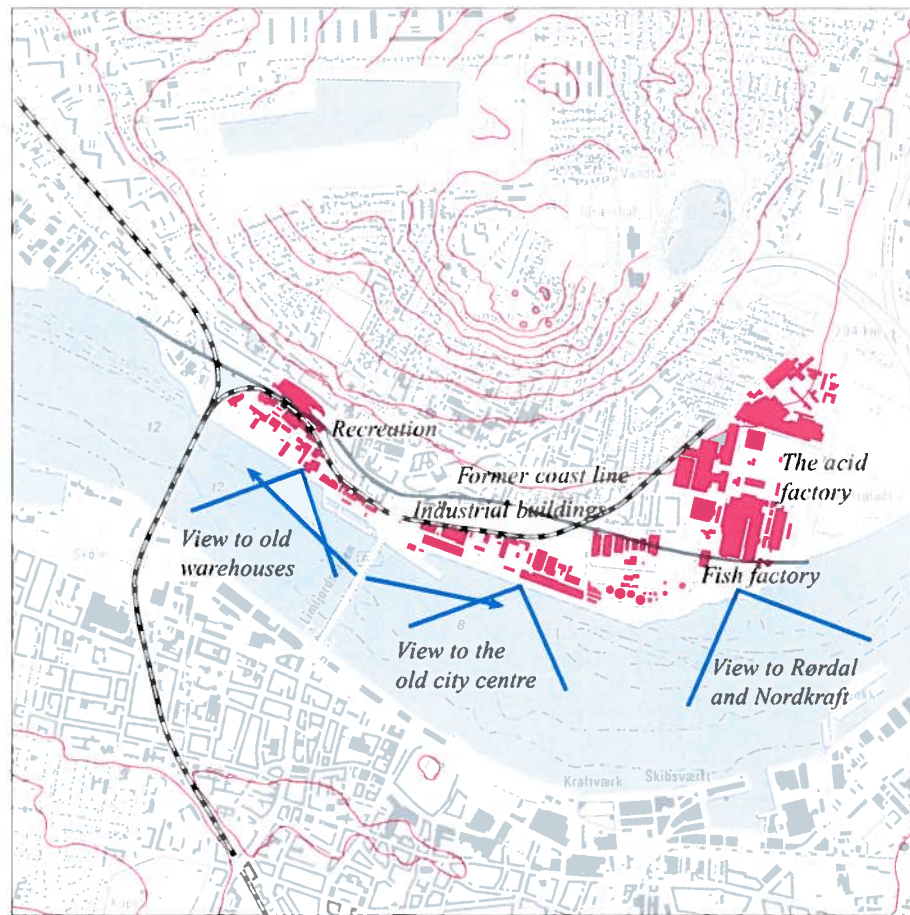 Recreation
Former coast line
Industrial buildings
The acid
factory
Fish factory
12
12
View to old
warehouses
Skole
8
View to the
old city centre
View to Rørdal
and Nordkraft
Kraftværk
Skibsværft